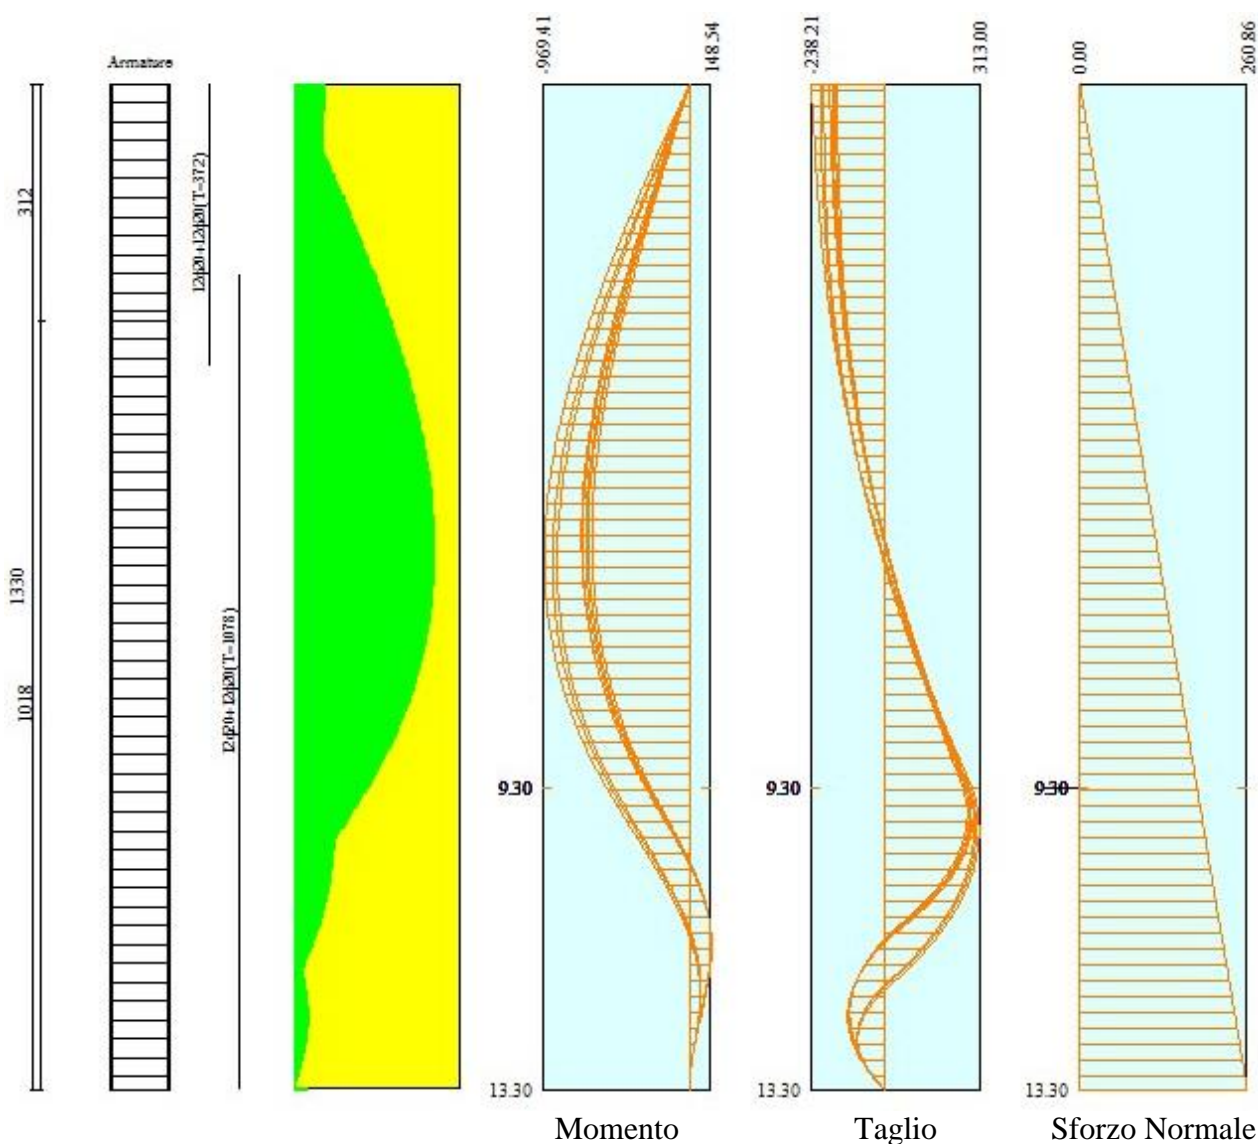 Armature
-969.41
148.54
-238.21
313.00
0.00
260.86
312
1330
1018
12ϕ20+12ϕ20(T=372)
12ϕ20+12ϕ20(T=1078)
9.30
9.30
9.30
13.30
13.30
13.30
Momento
Taglio
Sforzo Normale